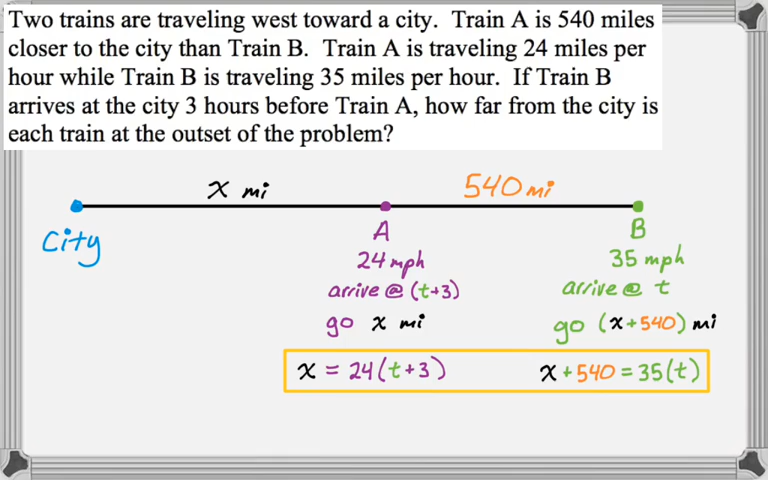 Two trains are traveling west toward a city. Train A is 540 miles
closer to the city than Train B. Train A is traveling 24 miles per
hour while Train B is traveling 35 miles per hour. If Train B
arrives at the city 3 hours before Train A, how far from the city is
each train at the outset of the problem?
x mi 540 mi
City A B
24 mph 35 mph
arrive @ (t+3) arrive @ t
go x mi go (x+540) mi
x = 24(t+3) x+540=35(t)